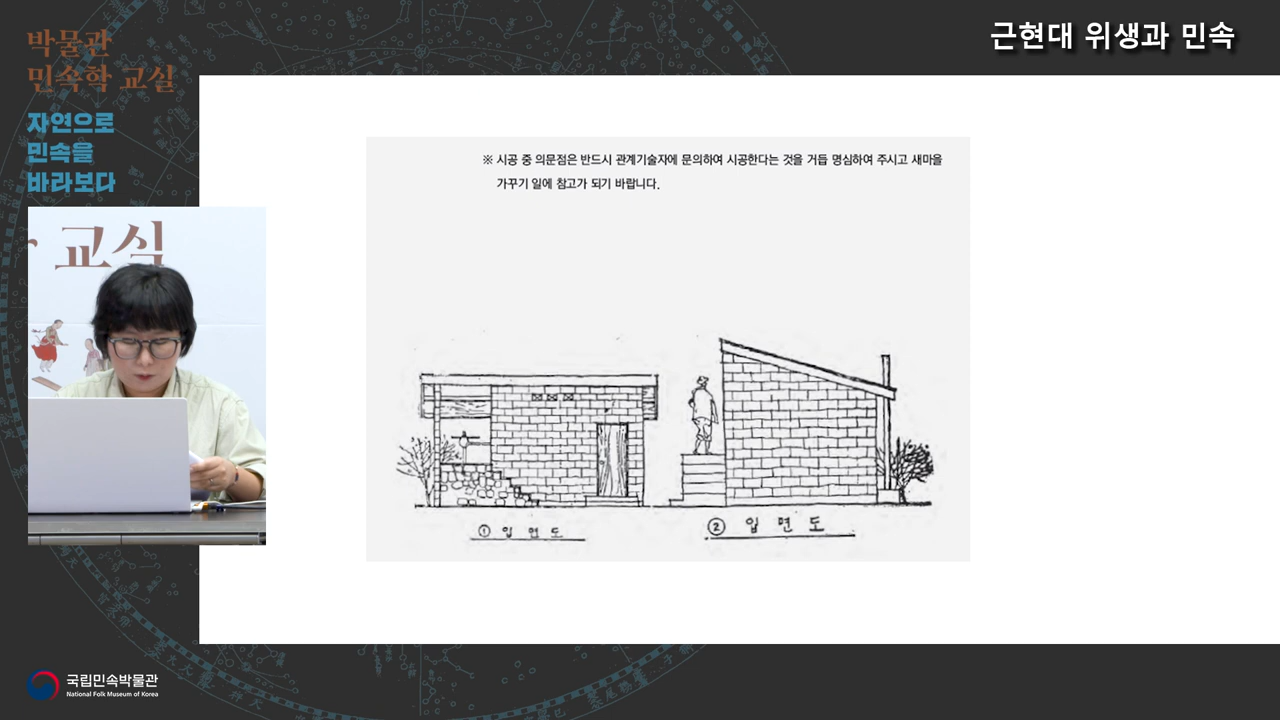 박물관
민속학 교실
자연으로
민속을
바라보다
근현대 위생과 민속
교실
※ 시공 중 의문점은 반드시 관계기술자에 문의하여 시공한다는 것을 거듭 명심하여 주시고 새마을
가꾸기 일에 참고가 되기 바랍니다.
① 입면도
② 입면도
국립민속박물관
National Folk Museum of Korea